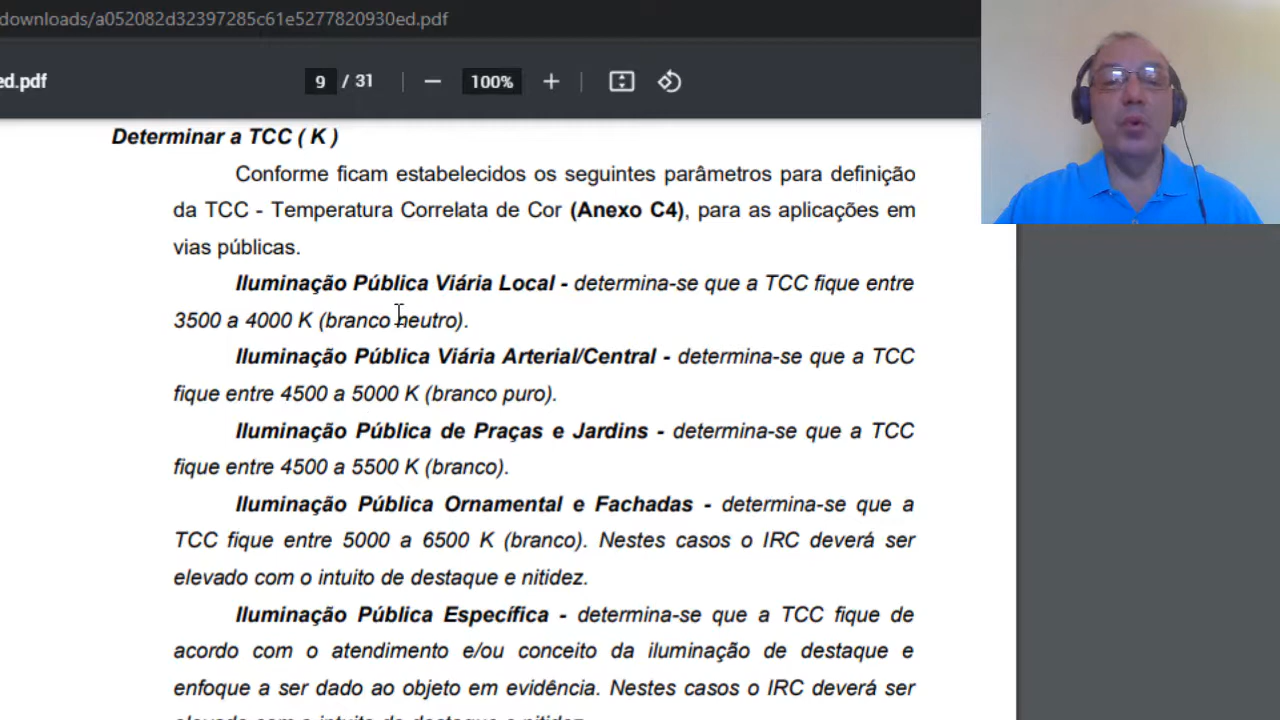 downloads/a052082d32397285c61e5277820930ed.pdf
ed.pdf 9 / 31 100%
Determinar a TCC ( K )
Conforme ficam estabelecidos os seguintes parâmetros para definição
da TCC - Temperatura Correlata de Cor (Anexo C4), para as aplicações em
vias públicas.
Iluminação Pública Viária Local - determina-se que a TCC fique entre
3500 a 4000 K (branco neutro).
Iluminação Pública Viária Arterial/Central - determina-se que a TCC
fique entre 4500 a 5000 K (branco puro).
Iluminação Pública de Praças e Jardins - determina-se que a TCC
fique entre 4500 a 5500 K (branco).
Iluminação Pública Ornamental e Fachadas - determina-se que a
TCC fique entre 5000 a 6500 K (branco). Nestes casos o IRC deverá ser
elevado com o intuito de destaque e nitidez.
Iluminação Pública Específica - determina-se que a TCC fique de
acordo com o atendimento e/ou conceito da iluminação de destaque e
enfoque a ser dado ao objeto em evidência. Nestes casos o IRC deverá ser
elevado com o intuito de destaque e nitidez.